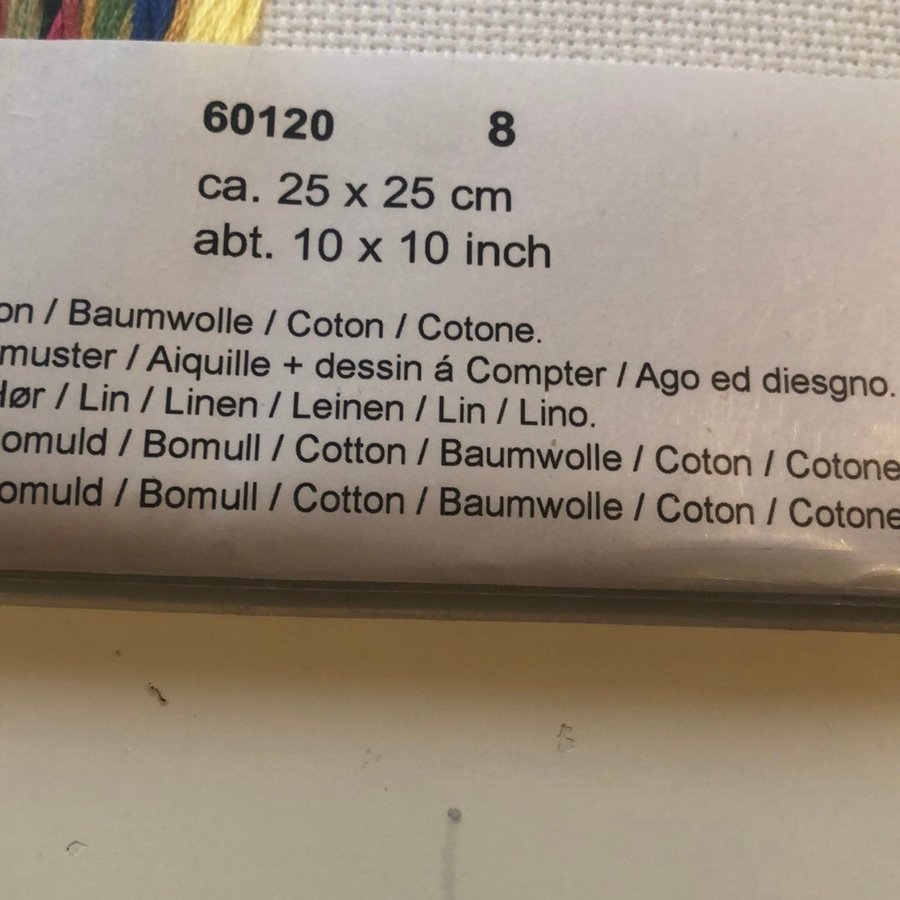 60120 8
ca. 25 x 25 cm
abt. 10 x 10 inch
on / Baumwolle / Coton / Cotone.
muster / Aiquille + dessin á Compter / Ago ed diesgno.
Hør / Lin / Linen / Leinen / Lin / Lino.
omuld / Bomull / Cotton / Baumwolle / Coton / Cotone
omuld / Bomull / Cotton / Baumwolle / Coton / Cotone